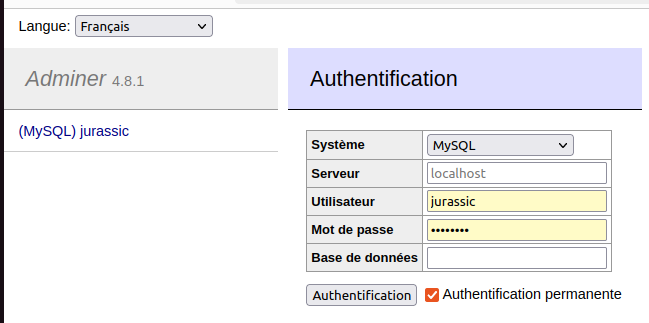 Langue: Français
Adminer 4.8.1
Authentification
(MySQL) jurassic
Système MySQL
Serveur localhost
Utilisateur jurassic
Mot de passe ••••••••
Base de données
Authentification Authentification permanente